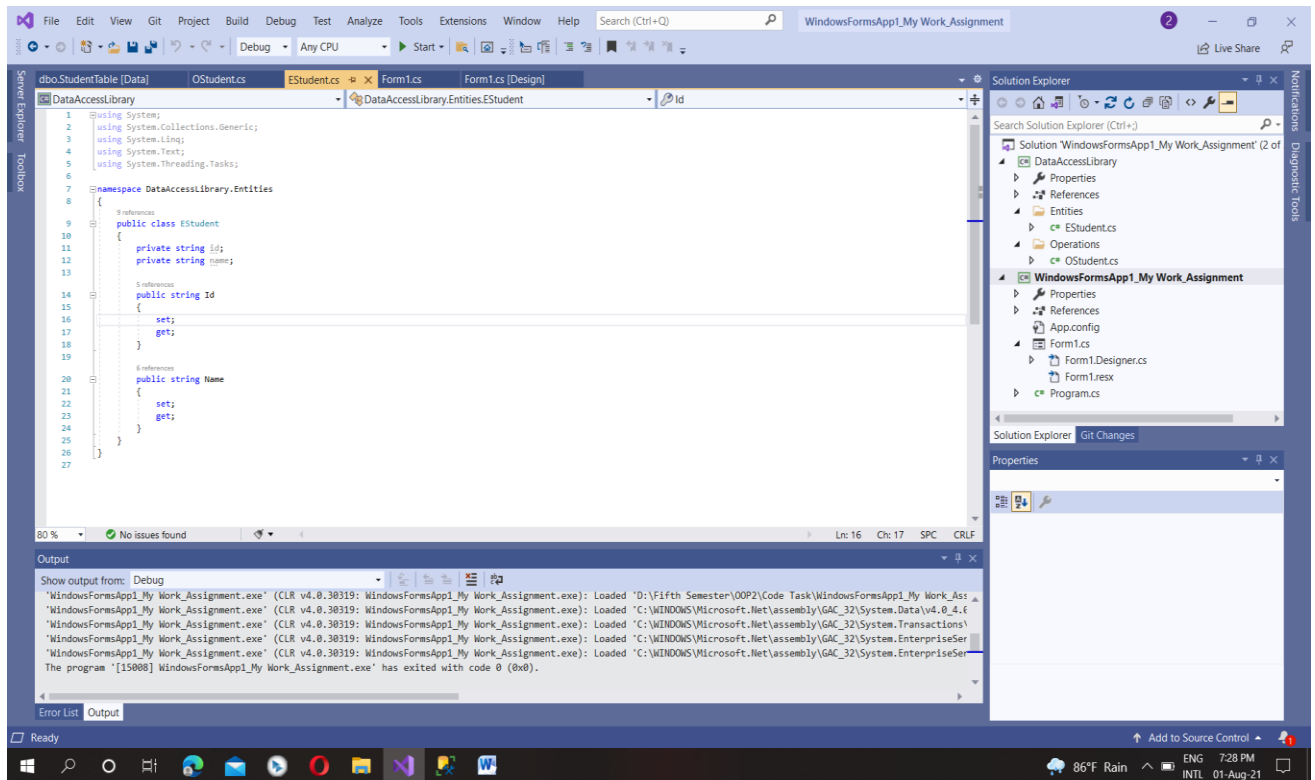 File Edit View Git Project Build Debug Test Analyze Tools Extensions Window Help Search (Ctrl+Q) WindowsFormsApp1_My Work_Assignment 2
Debug Any CPU Start Live Share
Server Explorer
Toolbox
dbo.StudentTable [Data] OStudent.cs EStudent.cs Form1.cs Form1.cs [Design]
DataAccessLibrary DataAccessLibrary.Entities.EStudent Id
1 using System;
2 using System.Collections.Generic;
3 using System.Linq;
4 using System.Text;
5 using System.Threading.Tasks;
6
7 namespace DataAccessLibrary.Entities
8 {
9 references
9 public class EStudent
10 {
11 private string id;
12 private string name;
13
5 references
14 public string Id
15 {
16 set;
17 get;
18 }
19
6 references
20 public string Name
21 {
22 set;
23 get;
24 }
25 }
26 }
27
80 % No issues found Ln: 16 Ch: 17 SPC CRLF
Output
Show output from: Debug
'WindowsFormsApp1_My Work_Assignment.exe' (CLR v4.0.30319: WindowsFormsApp1_My Work_Assignment.exe): Loaded 'D:\Fifth Semester\OOP2\Code Task\WindowsFormsApp1_My Work_Ass
'WindowsFormsApp1_My Work_Assignment.exe' (CLR v4.0.30319: WindowsFormsApp1_My Work_Assignment.exe): Loaded 'C:\WINDOWS\Microsoft.Net\assembly\GAC_32\System.Data\v4.0_4.0
'WindowsFormsApp1_My Work_Assignment.exe' (CLR v4.0.30319: WindowsFormsApp1_My Work_Assignment.exe): Loaded 'C:\WINDOWS\Microsoft.Net\assembly\GAC_32\System.Transactions\
'WindowsFormsApp1_My Work_Assignment.exe' (CLR v4.0.30319: WindowsFormsApp1_My Work_Assignment.exe): Loaded 'C:\WINDOWS\Microsoft.Net\assembly\GAC_32\System.EnterpriseSer
'WindowsFormsApp1_My Work_Assignment.exe' (CLR v4.0.30319: WindowsFormsApp1_My Work_Assignment.exe): Loaded 'C:\WINDOWS\Microsoft.Net\assembly\GAC_32\System.EnterpriseSer
The program '[15008] WindowsFormsApp1_My Work_Assignment.exe' has exited with code 0 (0x0).
Error List Output
Solution Explorer
Search Solution Explorer (Ctrl+;)
Solution 'WindowsFormsApp1_My Work_Assignment' (2 of
C# DataAccessLibrary
Properties
References
Entities
C# EStudent.cs
Operations
C# OStudent.cs
C# WindowsFormsApp1_My Work_Assignment
Properties
References
App.config
Form1.cs
Form1.Designer.cs
Form1.resx
C# Program.cs
Solution Explorer Git Changes
Properties
Notifications
Diagnostic Tools
Ready Add to Source Control 1
W 86°F Rain ENG 7:28 PM
INTL 01-Aug-21